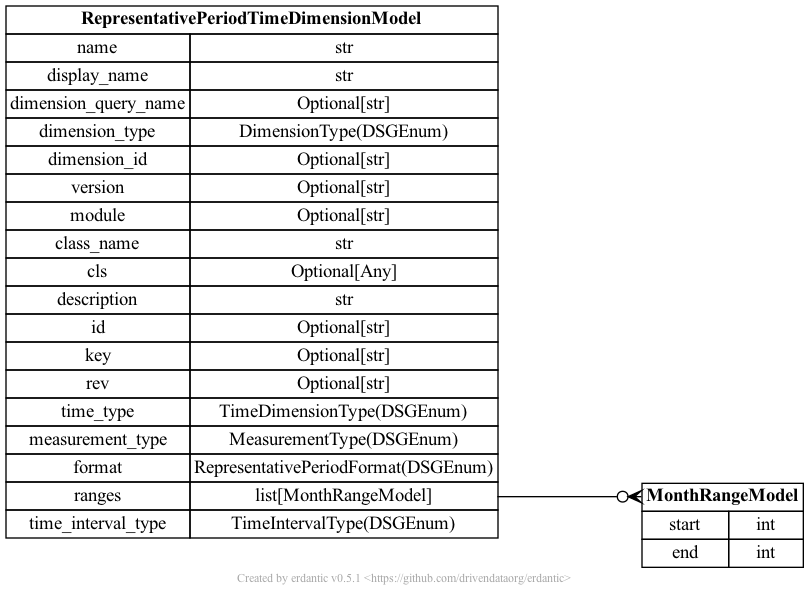 RepresentativePeriodTimeDimensionModel
name str
display_name str
dimension_query_name Optional[str]
dimension_type DimensionType(DSGEnum)
dimension_id Optional[str]
version Optional[str]
module Optional[str]
class_name str
cls Optional[Any]
description str
id Optional[str]
key Optional[str]
rev Optional[str]
time_type TimeDimensionType(DSGEnum)
measurement_type MeasurementType(DSGEnum)
format RepresentativePeriodFormat(DSGEnum)
ranges list[MonthRangeModel]
time_interval_type TimeIntervalType(DSGEnum)
MonthRangeModel
start int
end int
Created by erdantic v0.5.1 <https://github.com/drivendataorg/erdantic>